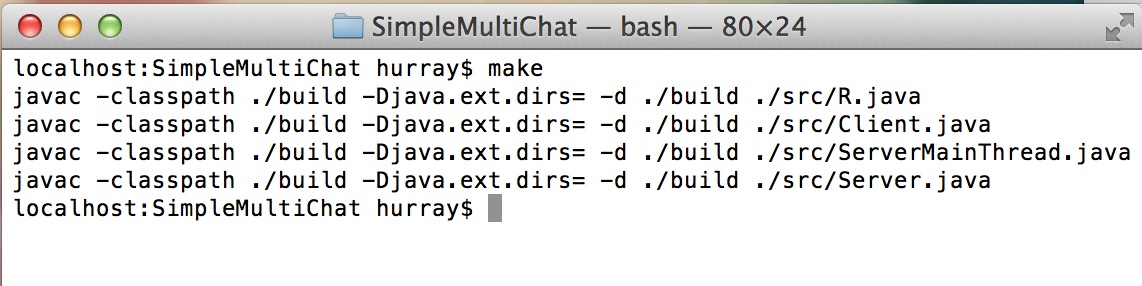 SimpleMultiChat — bash — 80×24
localhost:SimpleMultiChat hurray$ make
javac -classpath ./build -Djava.ext.dirs= -d ./build ./src/R.java
javac -classpath ./build -Djava.ext.dirs= -d ./build ./src/Client.java
javac -classpath ./build -Djava.ext.dirs= -d ./build ./src/ServerMainThread.java
javac -classpath ./build -Djava.ext.dirs= -d ./build ./src/Server.java
localhost:SimpleMultiChat hurray$